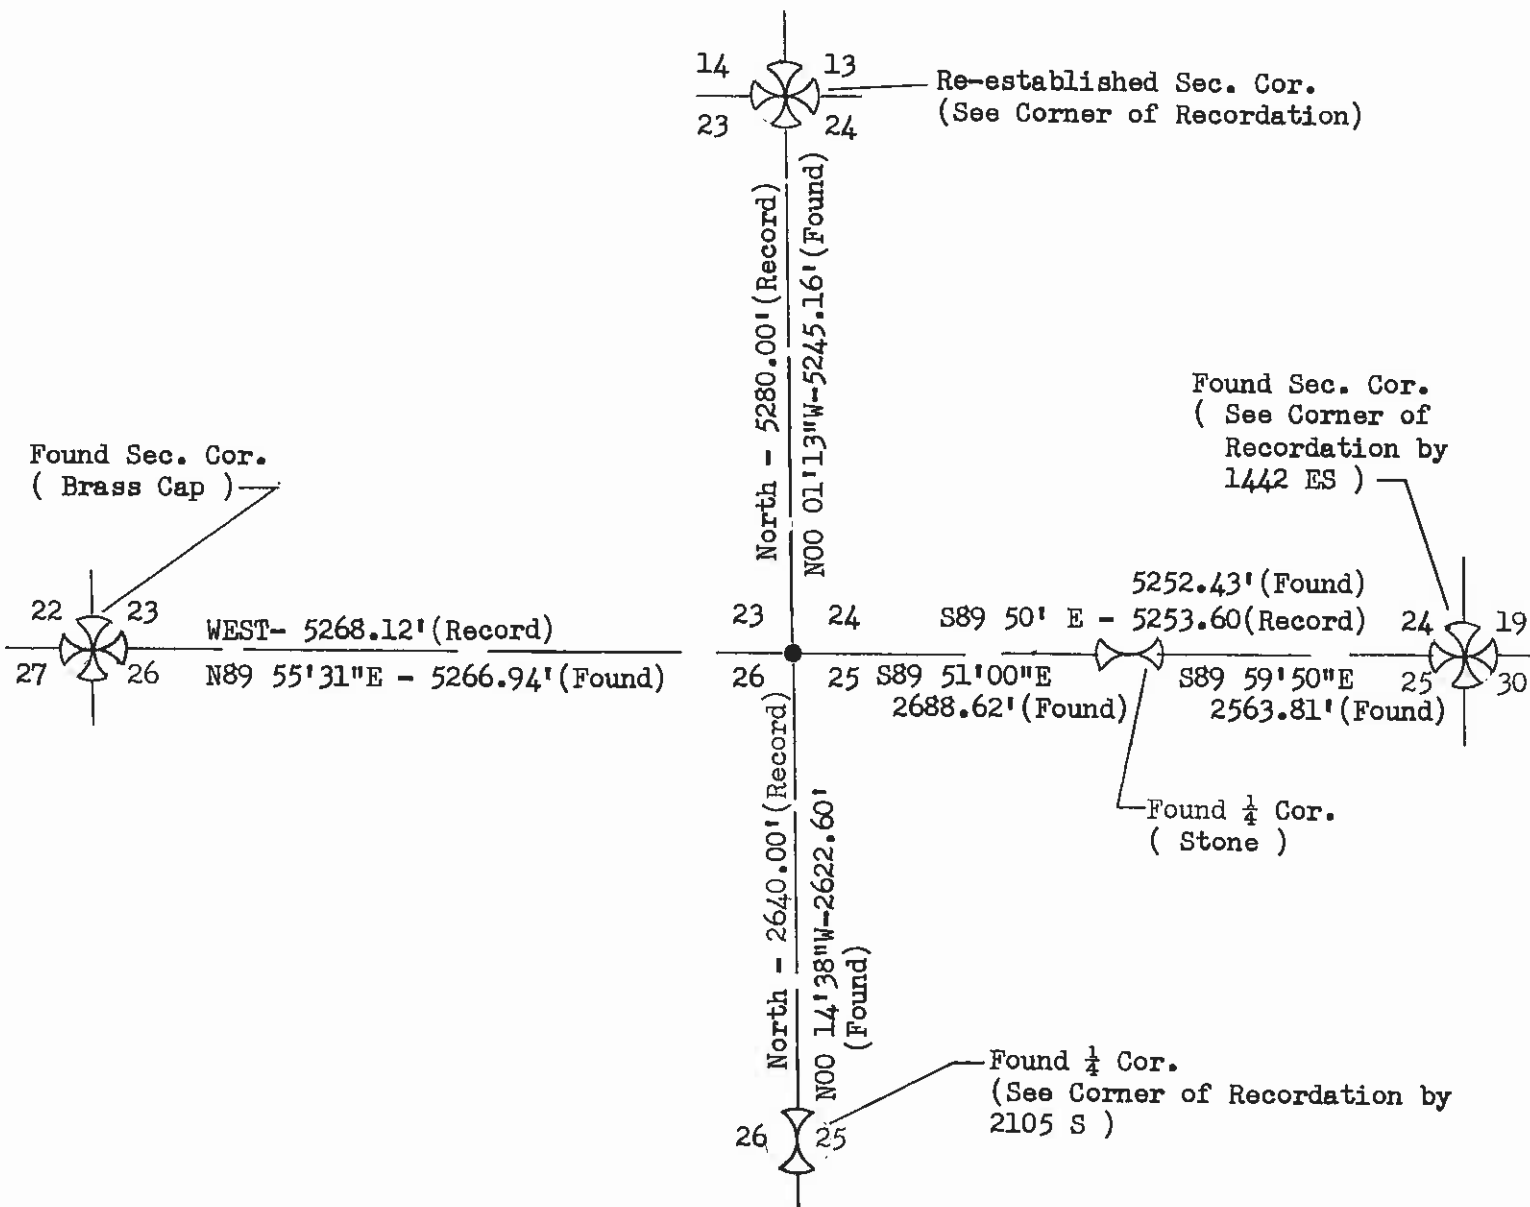 14 13
Re-established Sec. Cor.
(See Corner of Recordation)
23 24
North - 5280.00'(Record)
N00 01'13"W-5245.16'(Found)
Found Sec. Cor.
( See Corner of
Recordation by
1442 ES )
Found Sec. Cor.
( Brass Cap )
22 23
27 26
WEST- 5268.12'(Record)
N89 55'31"E - 5266.94'(Found)
23 24
26 25
5252.43'(Found)
S89 50' E - 5253.60(Record)
S89 51'00"E
2688.62'(Found)
S89 59'50"E
2563.81'(Found)
24 19
25 30
Found ¼ Cor.
( Stone )
North - 2640.00'(Record)
N00 14'38"W-2622.60'
(Found)
Found ¼ Cor.
(See Corner of Recordation by
2105 S )
26 25